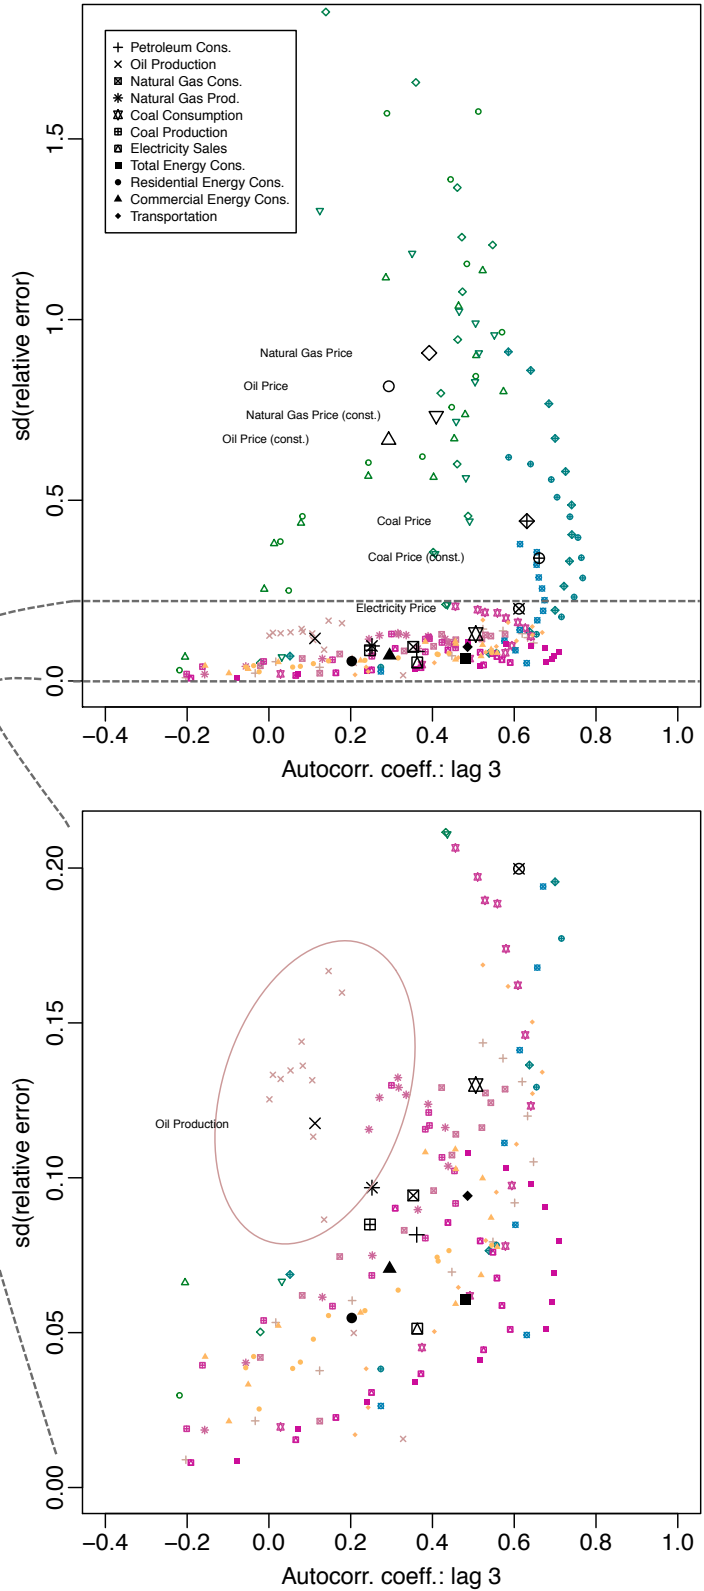 Petroleum Cons.
Oil Production
Natural Gas Cons.
Natural Gas Prod.
Coal Consumption
Coal Production
Electricity Sales
Total Energy Cons.
Residential Energy Cons.
Commercial Energy Cons.
Transportation
1.5
1.0
0.5
0.0
sd(relative error)
Natural Gas Price
Oil Price
Natural Gas Price (const.)
Oil Price (const.)
Coal Price
Coal Price (const.)
Electricity Price
−0.4 −0.2 0.0 0.2 0.4 0.6 0.8 1.0
Autocorr. coeff.: lag 3
0.20
0.15
0.10
0.05
0.00
sd(relative error)
Oil Production
−0.4 −0.2 0.0 0.2 0.4 0.6 0.8 1.0
Autocorr. coeff.: lag 3